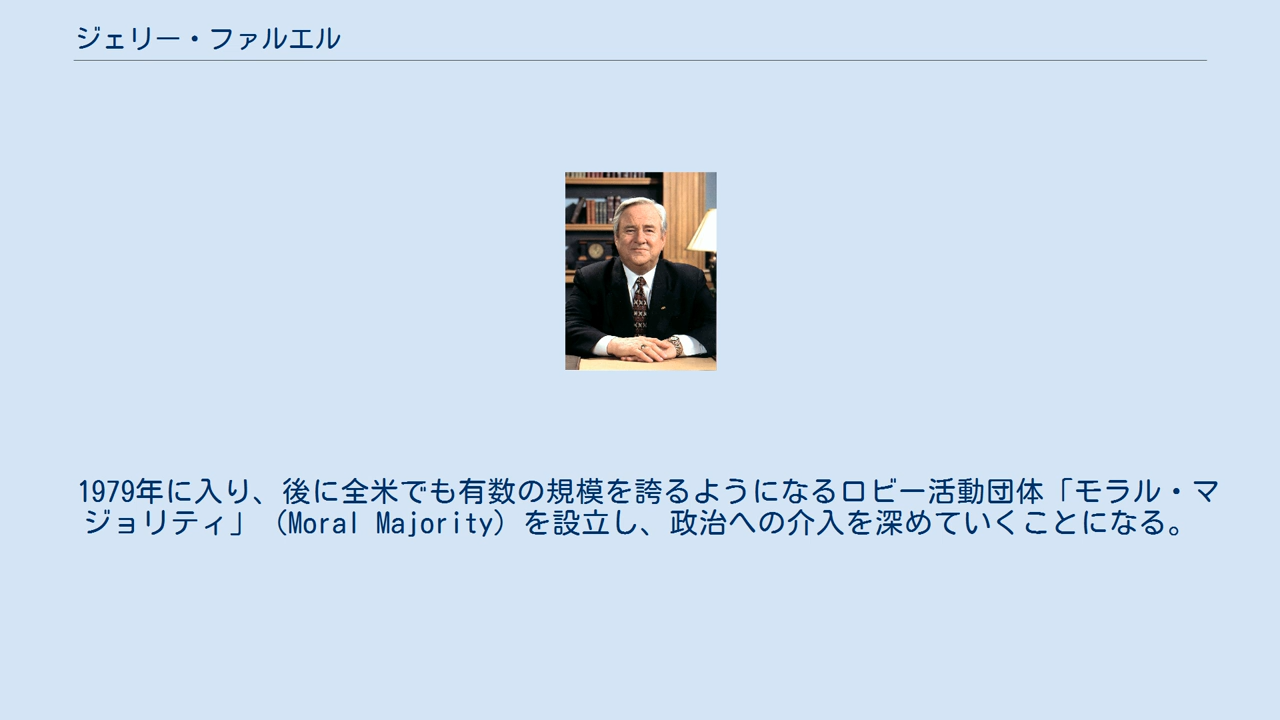 ジェリー・ファルエル
1979年に入り、後に全米でも有数の規模を誇るようになるロビー活動団体「モラル・マ
ジョリティ」（Moral Majority）を設立し、政治への介入を深めていくことになる。